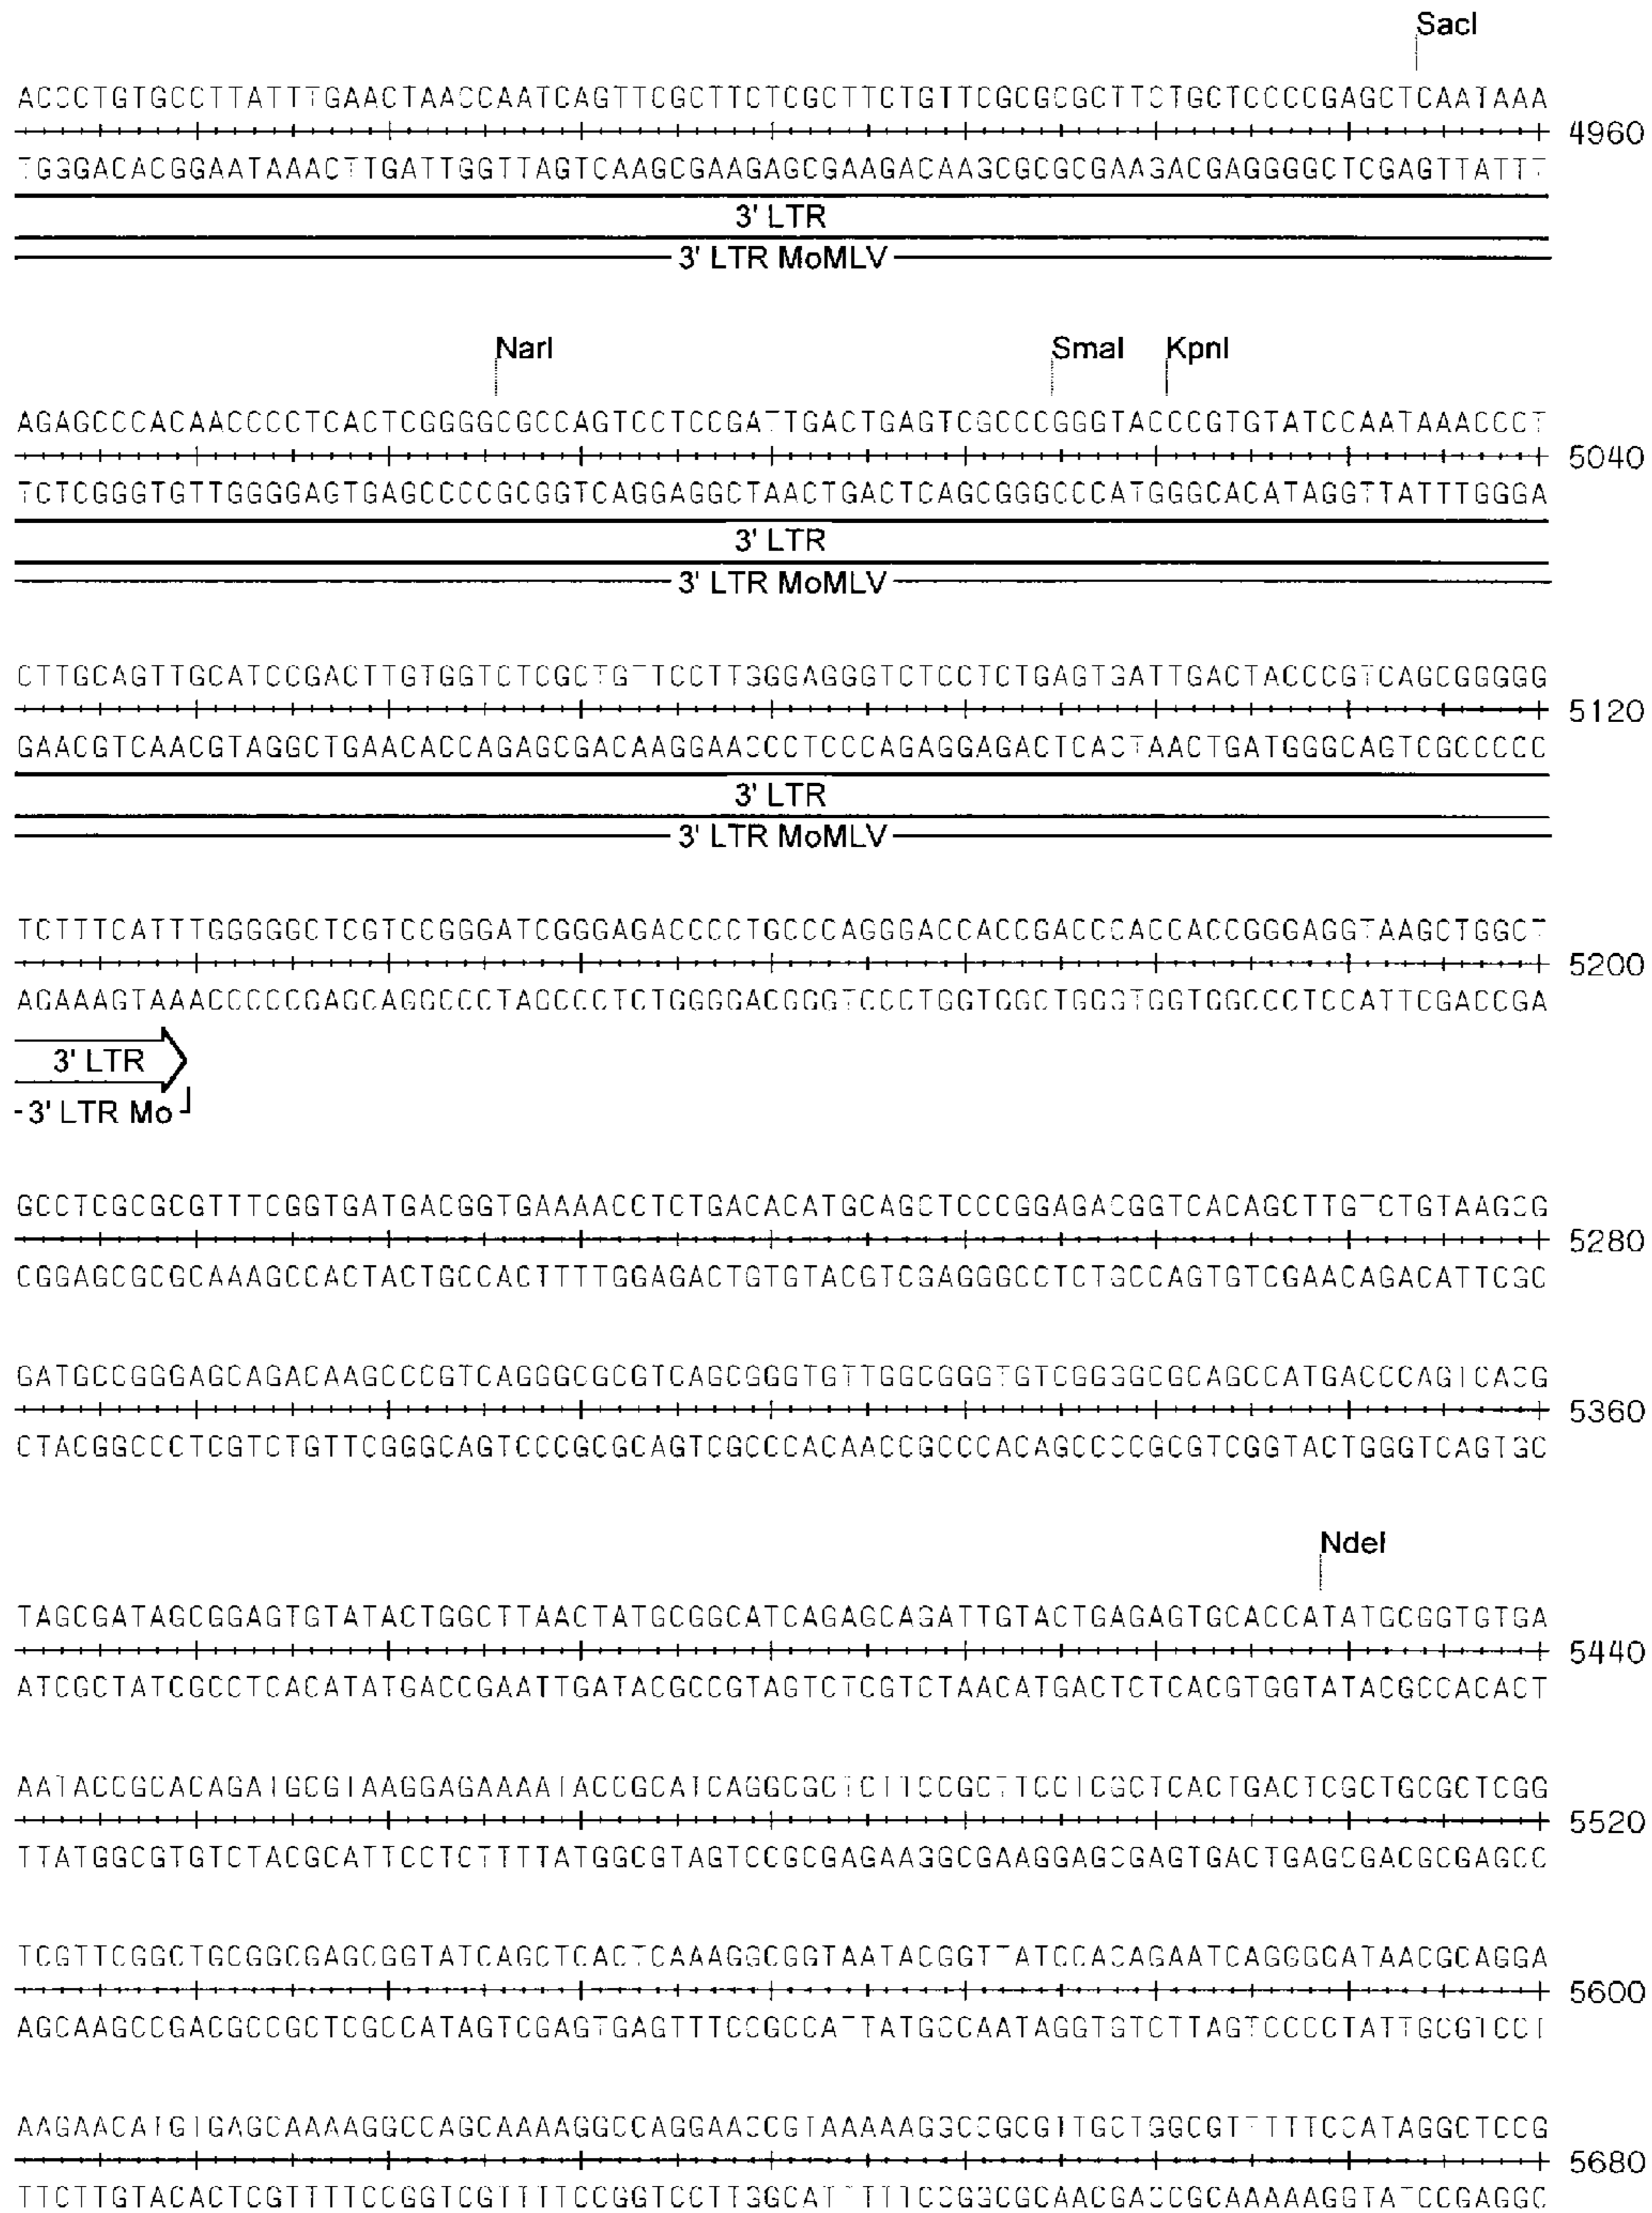 SacI
ACCCTGTGCCTTATTTGAACTAACCAATCAGTTCGCTTCTCGCTTCTGTTCGCGCGCTTCTGCTCCCCGAGCTCAATAAA
4960
TGGGACACGGAATAAACTTGATTGGTTAGTCAAGCGAAGAGCGAAGACAAGCGCGCGAAGACGAGGGGCTCGAGTTATTT
3' LTR
3' LTR MoMLV
NarI SmaI KpnI
AGAGCCCACAACCCCTCACTCGGGGCGCCAGTCCTCCGATTGACTGAGTCGCCCGGGTACCCGTGTATCCAATAAACCCT
5040
TCTCGGGTGTTGGGGAGTGAGCCCCGCGGTCAGGAGGCTAACTGACTCAGCGGGCCCATGGGCACATAGGTTATTTGGGA
3' LTR
3' LTR MoMLV
CTTGCAGTTGCATCCGACTTGTGGTCTCGCTGTTCCTTGGGAGGGTCTCCTCTGAGTGATTGACTACCCGTCAGCGGGGG
5120
GAACGTCAACGTAGGCTGAACACCAGAGCGACAAGGAACCCTCCCAGAGGAGACTCACTAACTGATGGGCAGTCGCCCCC
3' LTR
3' LTR MoMLV
TCTTTCATTTGGGGGCTCGTCCGGGATCGGGAGACCCCTGCCCAGGGACCACCGACCCACCACCGGGAGGTAAGCTGGCT
5200
AGAAAGTAAACCCCCGAGCAGGCCCTAGCCCTCTGGGGACGGGTCCCTGGTGGCTGGGTGGTGGCCCTCCATTCGACCGA
3' LTR
3' LTR Mo
GCCTCGCGCGTTTCGGTGATGACGGTGAAAACCTCTGACACATGCAGCTCCCGGAGACGGTCACAGCTTGTCTGTAAGCG
5280
CGGAGCGCGCAAAGCCACTACTGCCACTTTTGGAGACTGTGTACGTCGAGGGCCTCTGCCAGTGTCGAACAGACATTCGC
GATGCCGGGAGCAGACAAGCCCGTCAGGGCGCGTCAGCGGGTGTTGGCGGGTGTCGGGGCGCAGCCATGACCCAGTCACG
5360
CTACGGCCCTCGTCTGTTCGGGCAGTCCCGCGCAGTCGCCCACAACCGCCCACAGCCCCGCGTCGGTACTGGGTCAGTGC
NdeI
TAGCGATAGCGGAGTGTATACTGGCTTAACTATGCGGCATCAGAGCAGATTGTACTGAGAGTGCACCATATGCGGTGTGA
5440
ATCGCTATCGCCTCACATATGACCGAATTGATACGCCGTAGTCTCGTCTAACATGACTCTCACGTGGTATACGCCACACT
AATACCGCACAGATGCGTAAGGAGAAAATACCGCATCAGGCGCTCTTCCGCTTCCTCGCTCACTGACTCGCTGCGCTCGG
5520
TTATGGCGTGTCTACGCATTCCTCTTTTATGGCGTAGTCCGCGAGAAGGCGAAGGAGCGAGTGACTGAGCGACGCGAGCC
TCGTTCGGCTGCGGCGAGCGGTATCAGCTCACTCAAAGGCGGTAATACGGTTATCCACAGAATCAGGGGATAACGCAGGA
5600
AGCAAGCCGACGCCGCTCGCCATAGTCGAGTGAGTTTCCGCCATTATGCCAATAGGTGTCTTAGTCCCCTATTGCGTCCT
AAGAACATGTGAGCAAAAGGCCAGCAAAAGGCCAGGAACCGTAAAAAGGCCGCGTTGCTGGCGTTTTTCCATAGGCTCCG
5680
TTCTTGTACACTCGTTTTCCGGTCGTTTTCCGGTCCTTGGCATTTTTCCGGCGCAACGACCGCAAAAAGGTATCCGAGGC